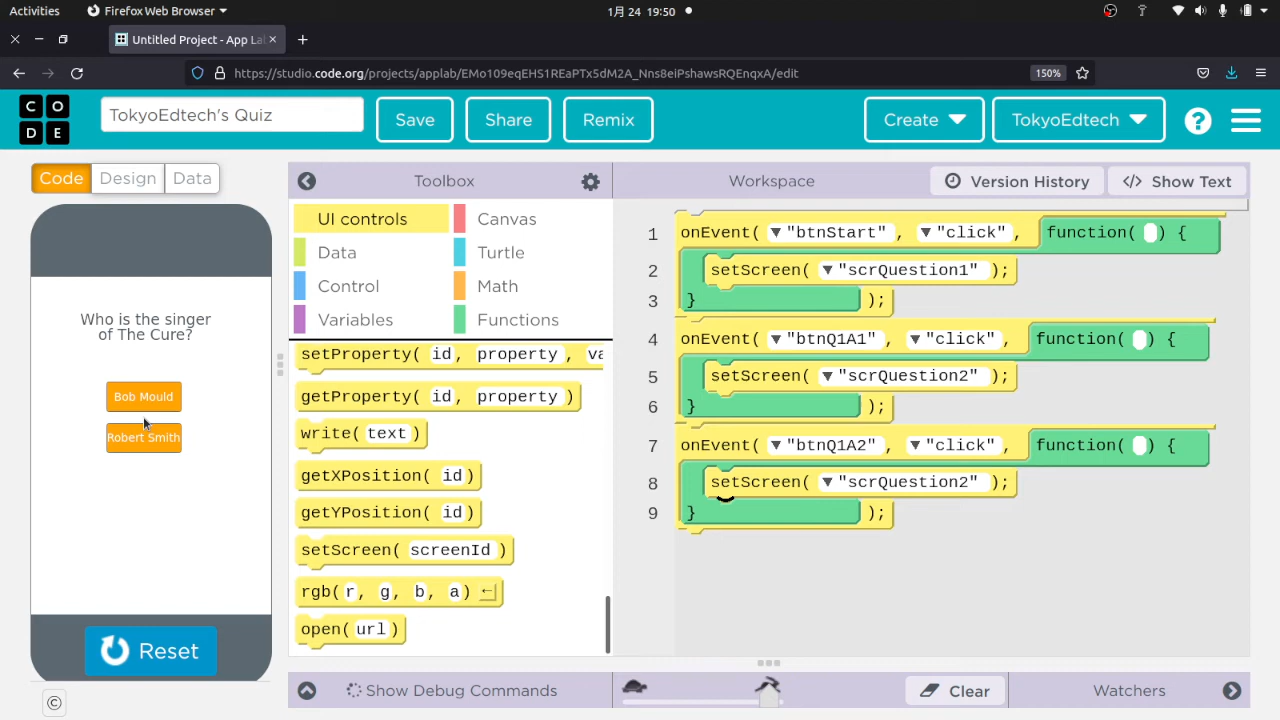 Activities
Firefox Web Browser
1月 24 19:50
Untitled Project - App La
https://studio.code.org/projects/applab/EMo109eqEHS1REaPTx5dM2A_Nns8eiPshawsRQEnqxA/edit
150%
C O
D E
TokyoEdtech's Quiz
Save
Share
Remix
Create
TokyoEdtech
?
Code
Design
Data
Toolbox
Workspace
Version History
</> Show Text
UI controls
Canvas
Data
Turtle
Control
Math
Variables
Functions
setProperty( id, property, va
getProperty( id, property )
write( text )
getXPosition( id )
getYPosition( id )
setScreen( screenId )
rgb( r, g, b, a )
open( url )
Who is the singer
of The Cure?
Bob Mould
Robert Smith
Reset
©
1 onEvent( ▼ "btnStart", ▼ "click", function( ) {
2 setScreen( ▼ "scrQuestion1" );
3 } );
4 onEvent( ▼ "btnQ1A1", ▼ "click", function( ) {
5 setScreen( ▼ "scrQuestion2" );
6 } );
7 onEvent( ▼ "btnQ1A2", ▼ "click", function( ) {
8 setScreen( ▼ "scrQuestion2" );
9 } );
Show Debug Commands
Clear
Watchers